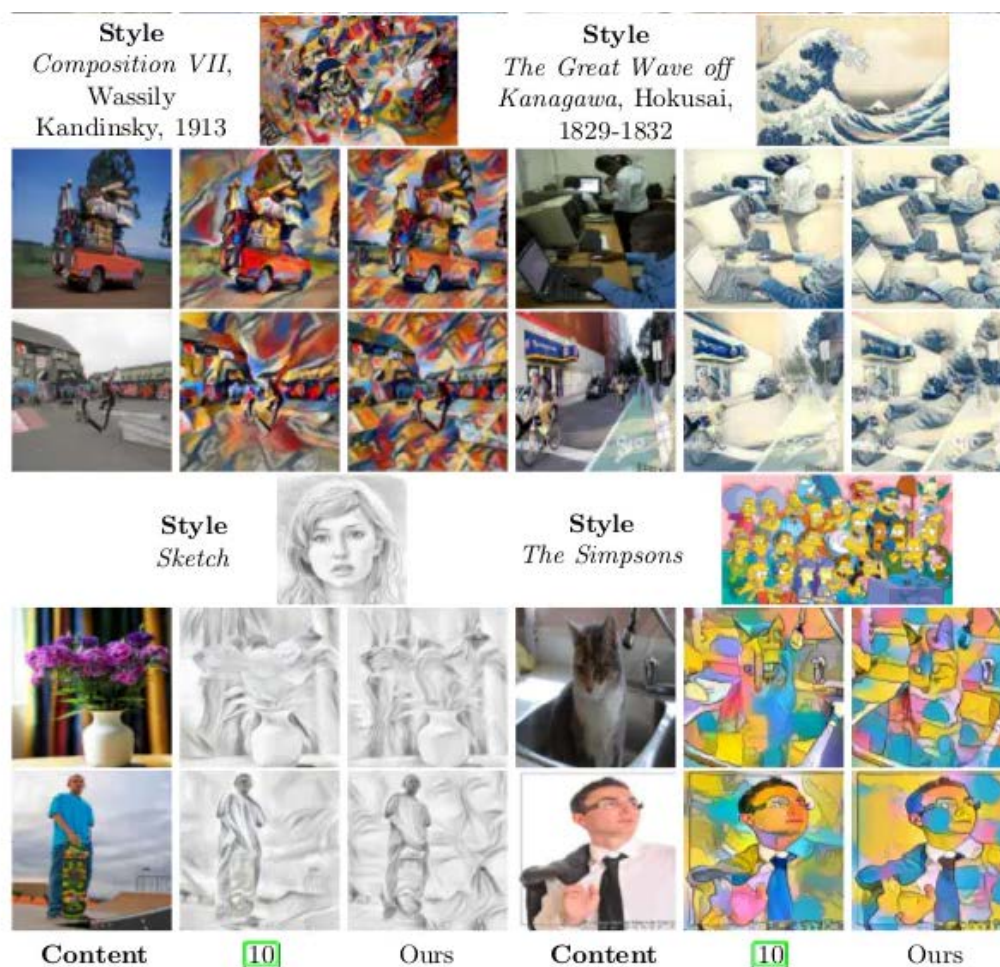 Style
Composition VII,
Wassily
Kandinsky, 1913
Style
The Great Wave off
Kanagawa, Hokusai,
1829-1832
Style
Sketch
Style
The Simpsons
Content
10
Ours
Content
10
Ours